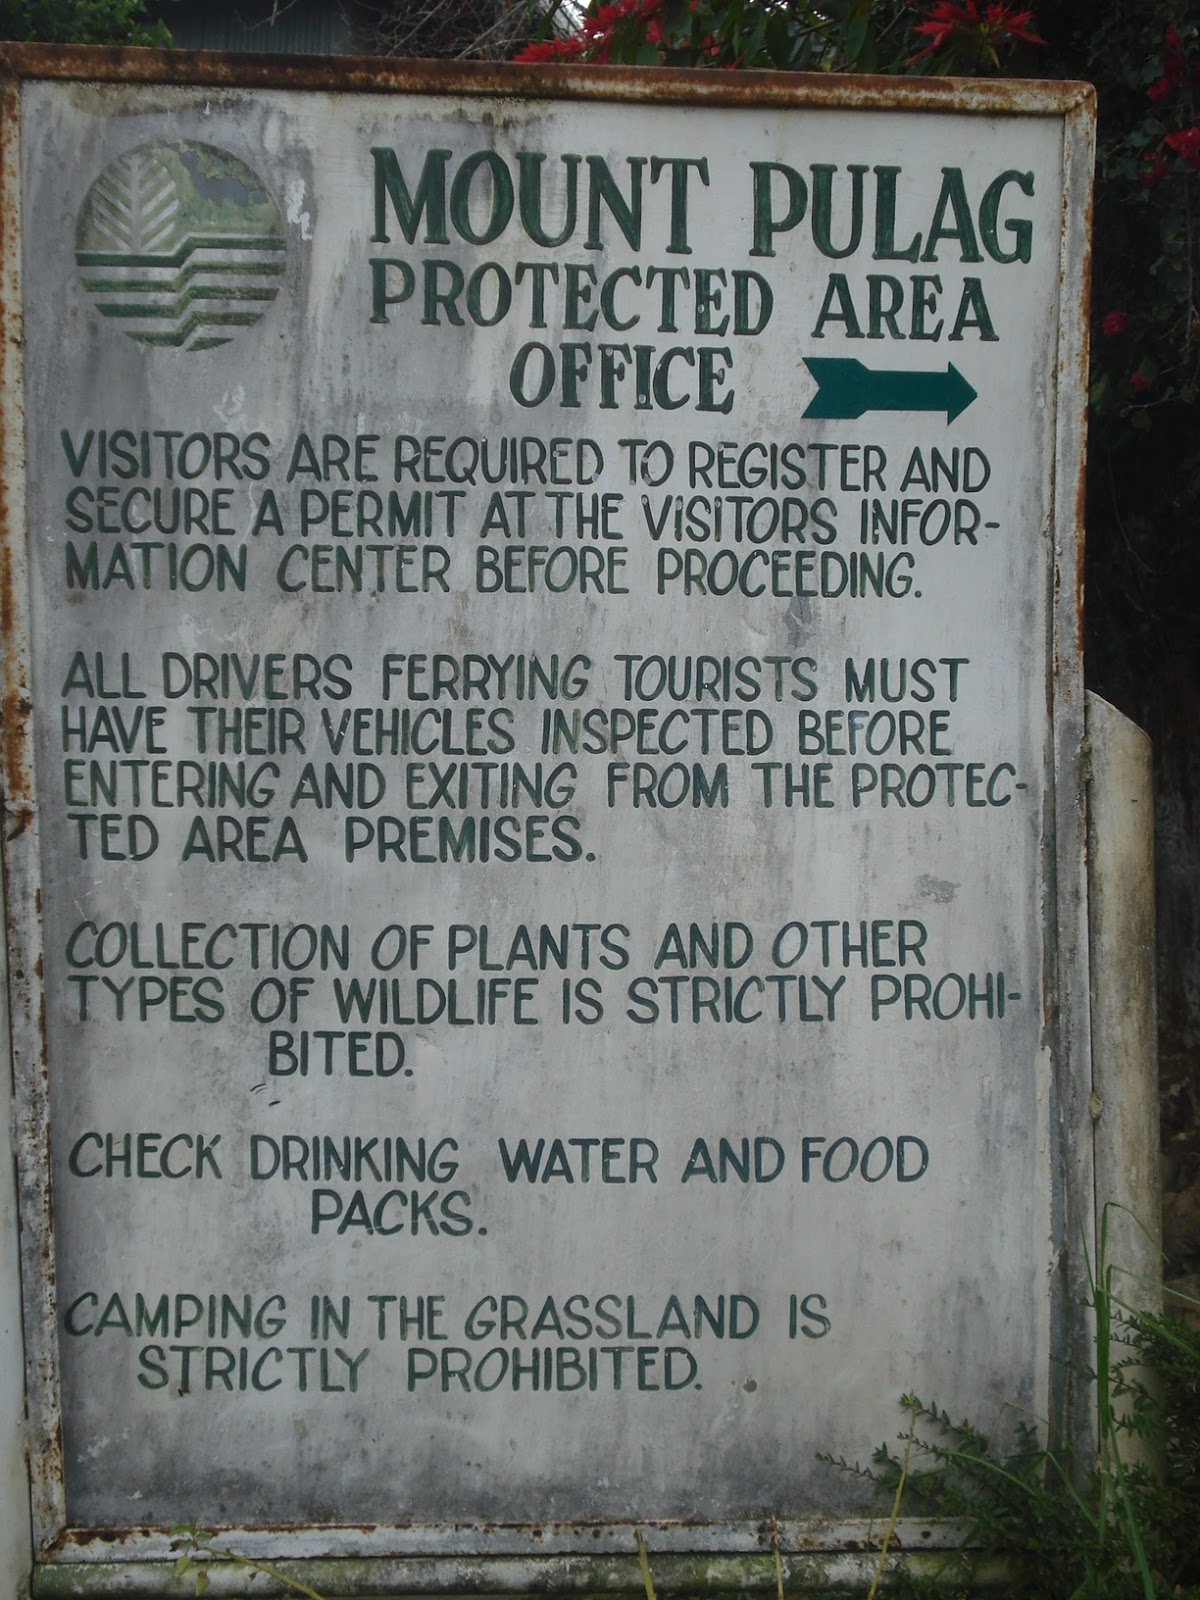 MOUNT PULAG
PROTECTED AREA
OFFICE
VISITORS ARE REQUIRED TO REGISTER AND
SECURE A PERMIT AT THE VISITORS INFOR-
MATION CENTER BEFORE PROCEEDING.
ALL DRIVERS FERRYING TOURISTS MUST
HAVE THEIR VEHICLES INSPECTED BEFORE
ENTERING AND EXITING FROM THE PROTEC-
TED AREA PREMISES.
COLLECTION OF PLANTS AND OTHER
TYPES OF WILDLIFE IS STRICTLY PROHI-
BITED.
CHECK DRINKING WATER AND FOOD
PACKS.
CAMPING IN THE GRASSLAND IS
STRICTLY PROHIBITED.